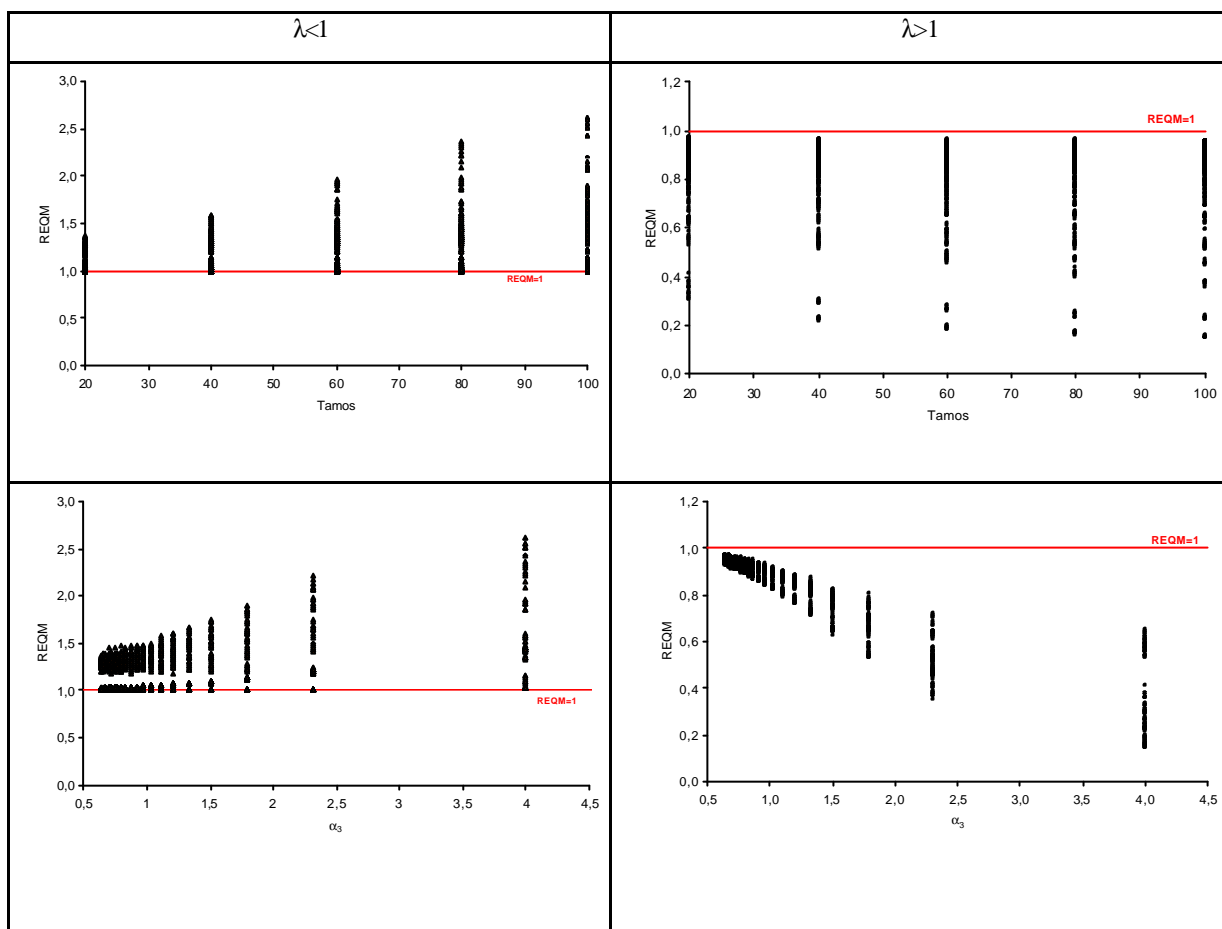 λ<1
λ>1
3,0
2,5
2,0
1,5
1,0
0,5
0,0
REQM
REQM=1
20 30 40 50 60 70 80 90 100
Tamos
1,2
1,0
0,8
0,6
0,4
0,2
0,0
REQM
REQM=1
20 30 40 50 60 70 80 90 100
Tamos
3,0
2,5
2,0
1,5
1,0
0,5
0,0
REQM
REQM=1
0,5 1 1,5 2 2,5 3 3,5 4 4,5
α₃
1,2
1,0
0,8
0,6
0,4
0,2
0,0
REQM
REQM=1
0,5 1,0 1,5 2,0 2,5 3,0 3,5 4,0 4,5
α₃